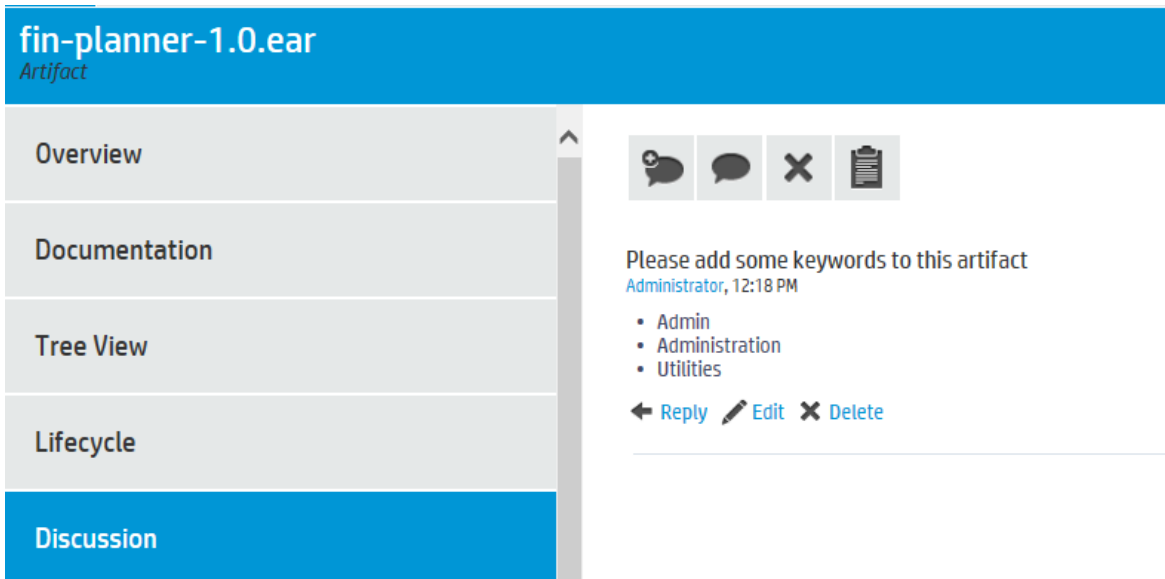 fin-planner-1.0.ear
Artifact
Overview
Documentation
Tree View
Lifecycle
Discussion
Please add some keywords to this artifact
Administrator, 12:18 PM
• Admin
• Administration
• Utilities
Reply Edit Delete